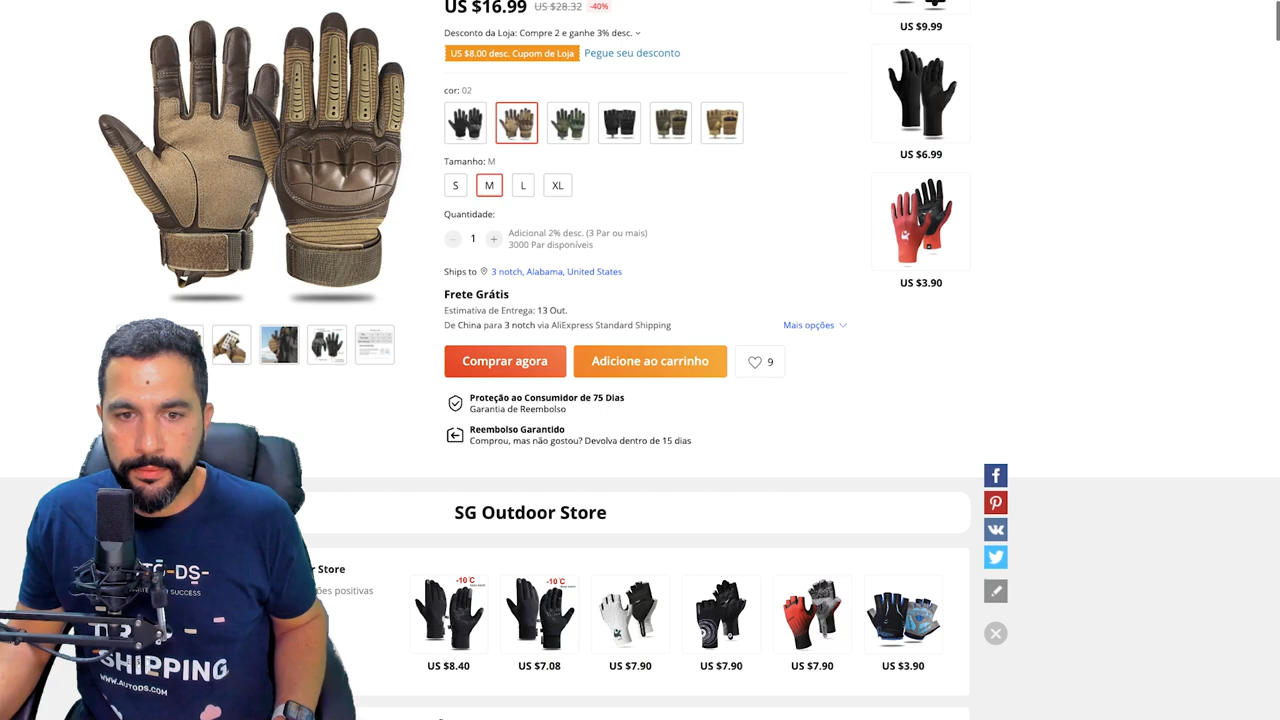 US $16.99 US $28.32 -40%
Desconto da Loja: Compre 2 e ganhe 3% desc.
US $8.00 desc. Cupom de Loja Pegue seu desconto
cor: 02
Tamanho: M
S M L XL
Quantidade:
1
Adicional 2% desc. (3 Par ou mais)
3000 Par disponíveis
Ships to 3 notch, Alabama, United States
Frete Grátis
Estimativa de Entrega: 13 Out.
De China para 3 notch via AliExpress Standard Shipping
Mais opções
Comprar agora
Adicione ao carrinho
9
Proteção ao Consumidor de 75 Dias
Garantia de Reembolso
Reembolso Garantido
Comprou, mas não gostou? Devolva dentro de 15 dias
US $9.99
US $6.99
US $3.90
SG Outdoor Store
Store
positivas
-10°C
-10°C
US $8.40
US $7.08
US $7.90
US $7.90
US $7.90
US $3.90
-DS-
SUCCESS
SHIPPING
WWW.AUTODS.COM